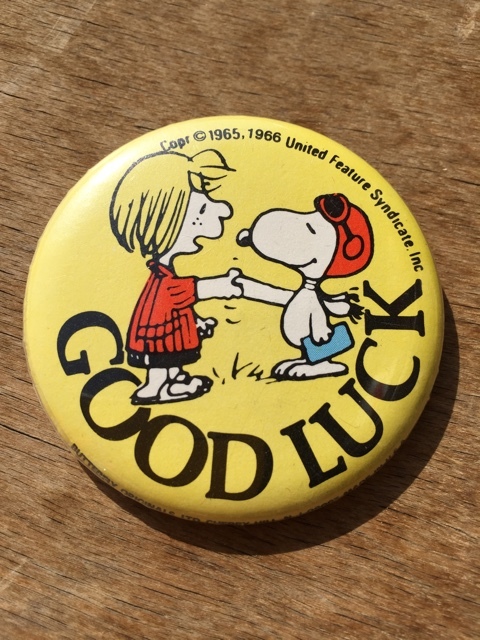 Copr © 1965, 1966 United Feature Syndicate, Inc
GOOD LUCK